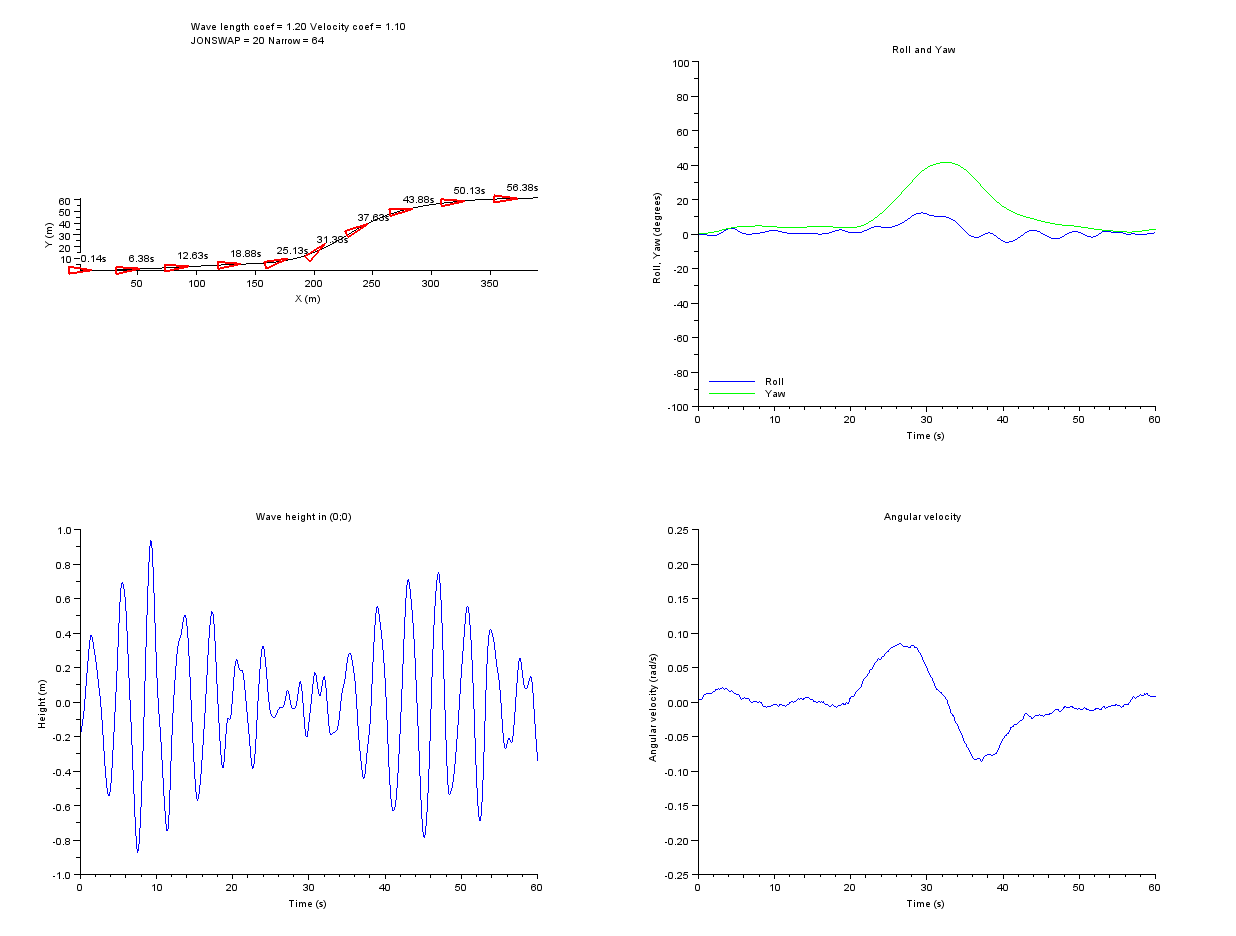 Wave length coef = 1.20 Velocity coef = 1.10
JONSWAP = 20 Narrow = 64
60
50
40
30
20
10
Y (m)
0.14s
6.38s
12.63s
18.88s
25.13s
31.38s
37.63s
43.88s
50.13s
56.38s
50 100 150 200 250 300 350
X (m)
Roll and Yaw
100
80
60
40
20
0
-20
-40
-60
-80
-100
Roll, Yaw (degrees)
Roll
Yaw
0 10 20 30 40 50 60
Time (s)
Wave height in (0;0)
1.0
0.8
0.6
0.4
0.2
0.0
-0.2
-0.4
-0.6
-0.8
-1.0
Height (m)
0 10 20 30 40 50 60
Time (s)
Angular velocity
0.25
0.20
0.15
0.10
0.05
0.00
-0.05
-0.10
-0.15
-0.20
-0.25
Angular velocity (rad/s)
0 10 20 30 40 50 60
Time (s)